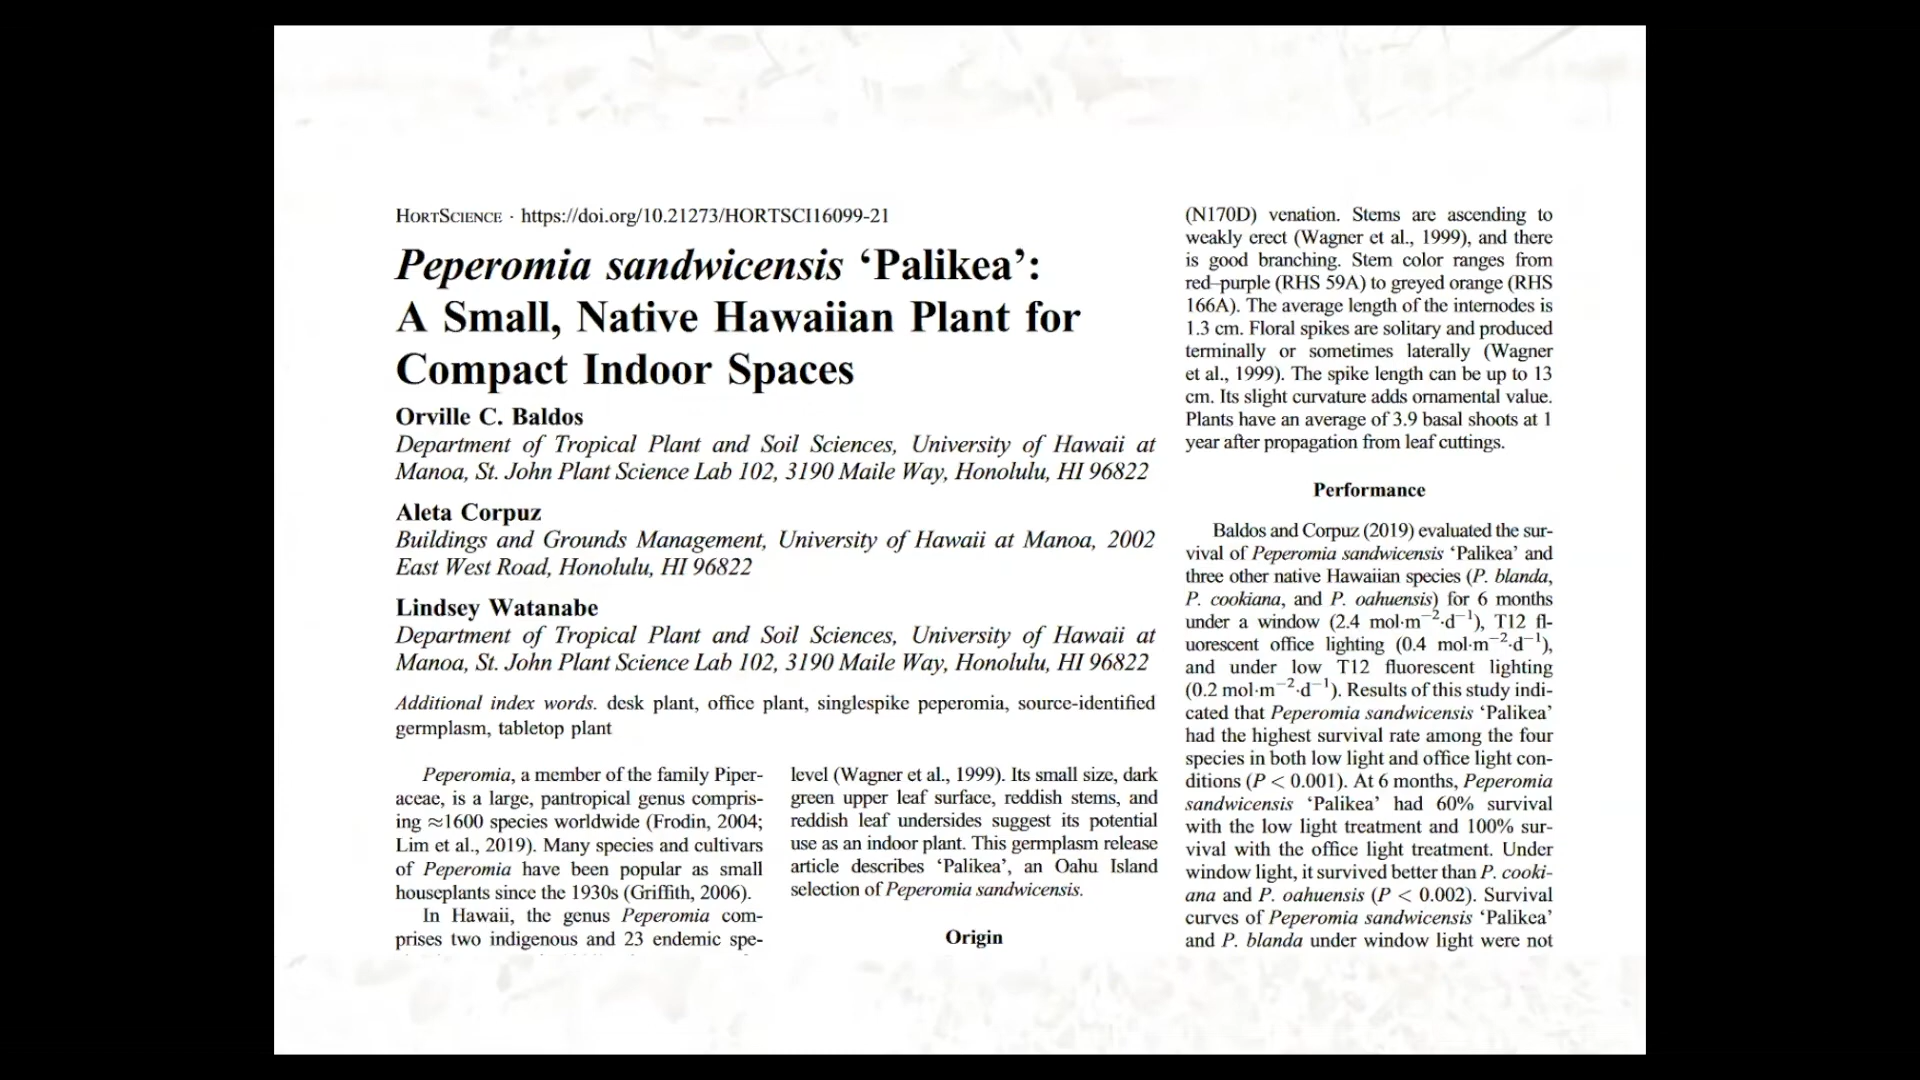 HORTSCIENCE · https://doi.org/10.21273/HORTSCI16099-21
Peperomia sandwicensis ‘Palikea’:
A Small, Native Hawaiian Plant for
Compact Indoor Spaces
Orville C. Baldos
Department of Tropical Plant and Soil Sciences, University of Hawaii at
Manoa, St. John Plant Science Lab 102, 3190 Maile Way, Honolulu, HI 96822
Aleta Corpuz
Buildings and Grounds Management, University of Hawaii at Manoa, 2002
East West Road, Honolulu, HI 96822
Lindsey Watanabe
Department of Tropical Plant and Soil Sciences, University of Hawaii at
Manoa, St. John Plant Science Lab 102, 3190 Maile Way, Honolulu, HI 96822
Additional index words. desk plant, office plant, singlespike peperomia, source-identified
germplasm, tabletop plant
Peperomia, a member of the family Piper-
aceae, is a large, pantropical genus compris-
ing ≈1600 species worldwide (Frodin, 2004;
Lim et al., 2019). Many species and cultivars
of Peperomia have been popular as small
houseplants since the 1930s (Griffith, 2006).
In Hawaii, the genus Peperomia com-
prises two indigenous and 23 endemic spe-
level (Wagner et al., 1999). Its small size, dark
green upper leaf surface, reddish stems, and
reddish leaf undersides suggest its potential
use as an indoor plant. This germplasm release
article describes ‘Palikea’, an Oahu Island
selection of Peperomia sandwicensis.
Origin
(N170D) venation. Stems are ascending to
weakly erect (Wagner et al., 1999), and there
is good branching. Stem color ranges from
red–purple (RHS 59A) to greyed orange (RHS
166A). The average length of the internodes is
1.3 cm. Floral spikes are solitary and produced
terminally or sometimes laterally (Wagner
et al., 1999). The spike length can be up to 13
cm. Its slight curvature adds ornamental value.
Plants have an average of 3.9 basal shoots at 1
year after propagation from leaf cuttings.
Performance
Baldos and Corpuz (2019) evaluated the sur-
vival of Peperomia sandwicensis ‘Palikea’ and
three other native Hawaiian species (P. blanda,
P. cookiana, and P. oahuensis) for 6 months
under a window (2.4 mol·m⁻²·d⁻¹), T12 fl-
uorescent office lighting (0.4 mol·m⁻²·d⁻¹),
and under low T12 fluorescent lighting
(0.2 mol·m⁻²·d⁻¹). Results of this study indi-
cated that Peperomia sandwicensis ‘Palikea’
had the highest survival rate among the four
species in both low light and office light con-
ditions (P < 0.001). At 6 months, Peperomia
sandwicensis ‘Palikea’ had 60% survival
with the low light treatment and 100% sur-
vival with the office light treatment. Under
window light, it survived better than P. cooki-
ana and P. oahuensis (P < 0.002). Survival
curves of Peperomia sandwicensis ‘Palikea’
and P. blanda under window light were not